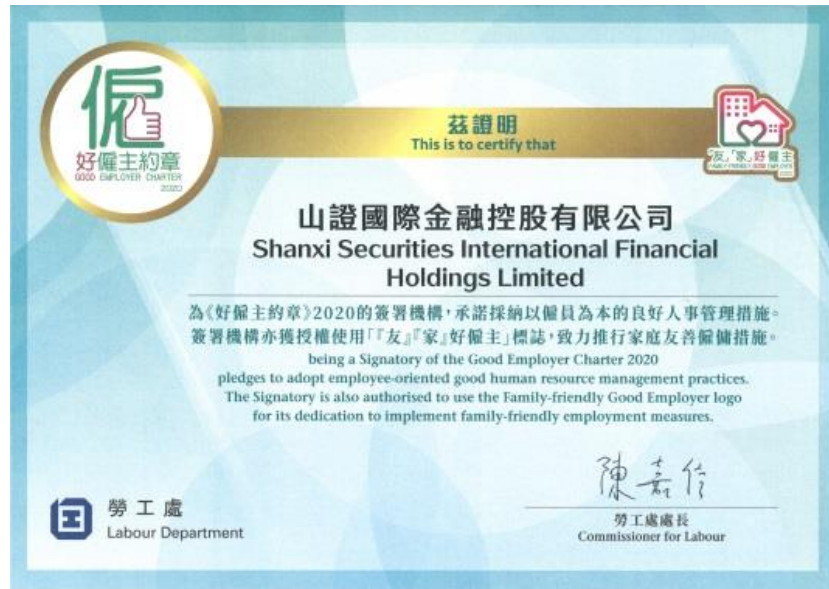 僱
好僱主約章
GOOD EMPLOYER CHARTER
2020
茲證明
This is to certify that
「友」「家」好僱主
山證國際金融控股有限公司
Shanxi Securities International Financial
Holdings Limited
為《好僱主約章》2020的簽署機構，承諾採納以僱員為本的良好人事管理措施。
簽署機構亦獲授權使用「『友』『家』好僱主」標誌，致力推行家庭友善僱傭措施。
being a Signatory of the Good Employer Charter 2020
pledges to adopt employee-oriented good human resource management practices.
The Signatory is also authorised to use the Family-friendly Good Employer logo
for its dedication to implement family-friendly employment measures.
陳嘉信
勞工處
Labour Department
勞工處處長
Commissioner for Labour